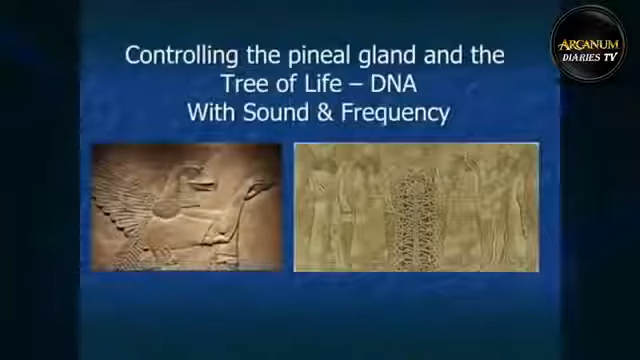 Controlling the pineal gland and the
Tree of Life – DNA
With Sound & Frequency
ARCANUM
DIARIES TV